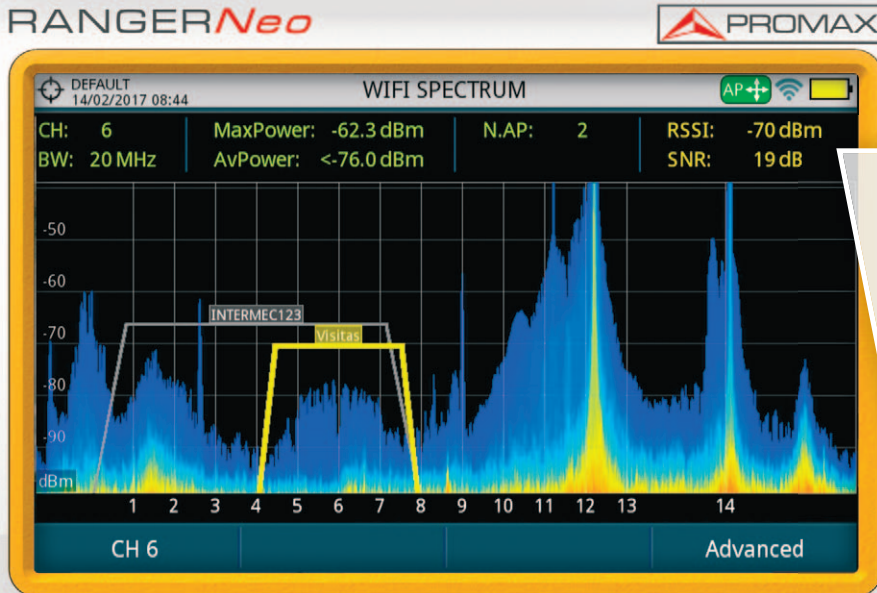 RANGERNeo
PROMAX
DEFAULT
14/02/2017 08:44
WIFI SPECTRUM
AP
CH: 6
MaxPower: -62.3 dBm
N.AP: 2
RSSI: -70 dBm
BW: 20 MHz
AvPower: <-76.0 dBm
SNR: 19 dB
-50
-60
INTERMEC123
-70
Visitas
-80
-90
dBm
1 2 3 4 5 6 7 8 9 10 11 12 13 14
CH 6
Advanced